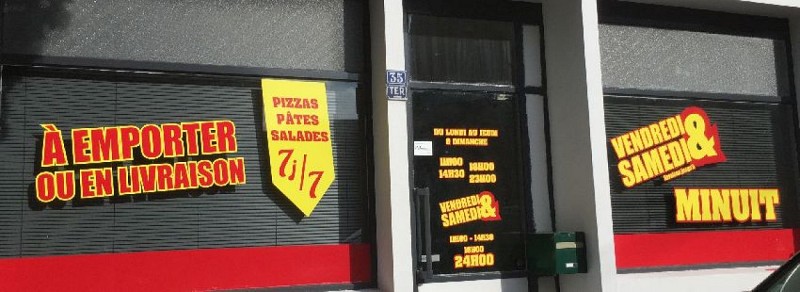 À EMPORTER
OU EN LIVRAISON
PIZZAS
PÂTES
SALADES
7j/7
35
TER
DU LUNDI AU JEUDI
& DIMANCHE
11H00 18H00
14H30 23H00
VENDREDI
SAMEDI &
11H00 - 14H30
18H00
24H00
VENDREDI
SAMEDI &
MINUIT